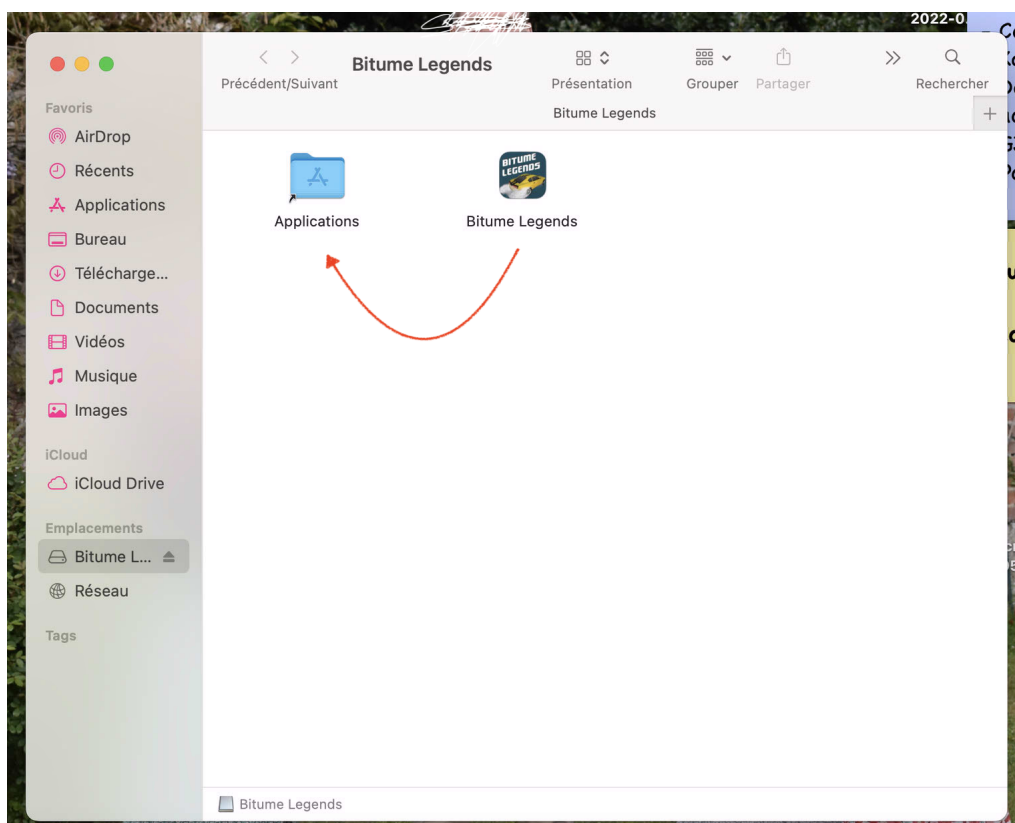 2022-0
Précédent/Suivant
Bitume Legends
Présentation
Grouper
Partager
Rechercher
Bitume Legends
Favoris
AirDrop
Récents
Applications
Bureau
Télécharge...
Documents
Vidéos
Musique
Images
iCloud
iCloud Drive
Emplacements
Bitume L...
Réseau
Tags
BITUME
LEGENDS
Applications
Bitume Legends
Bitume Legends